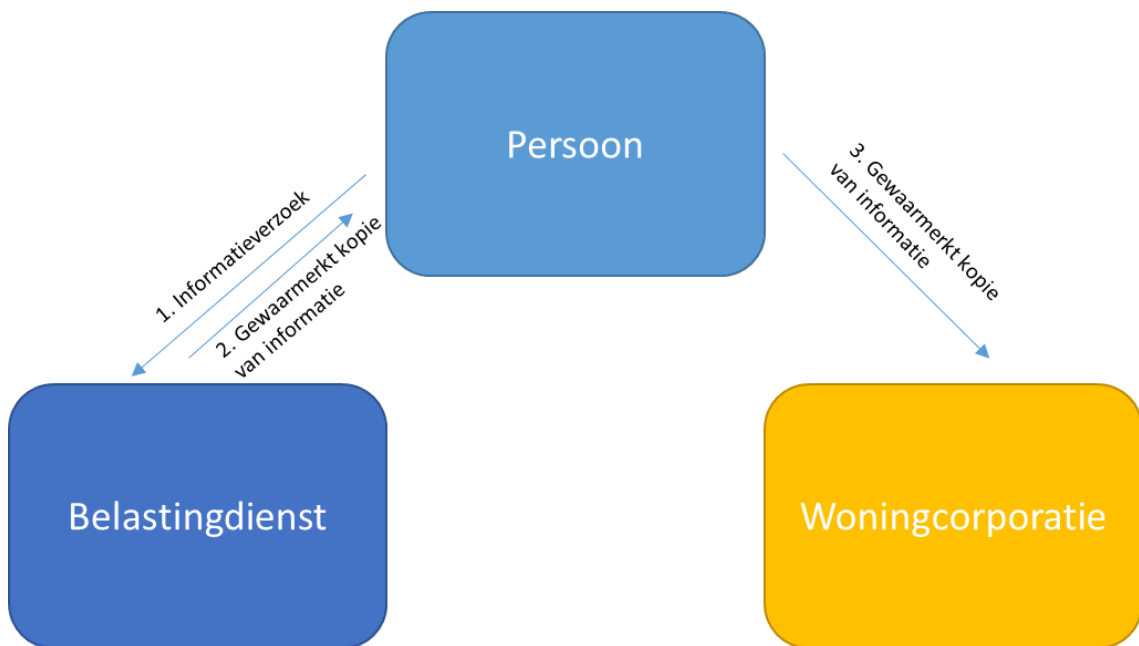 Persoon
1. Informatieverzoek
2. Gewaarmerkt kopie
van informatie
3. Gewaarmerkt kopie
van informatie
Belastingdienst
Woningcorporatie